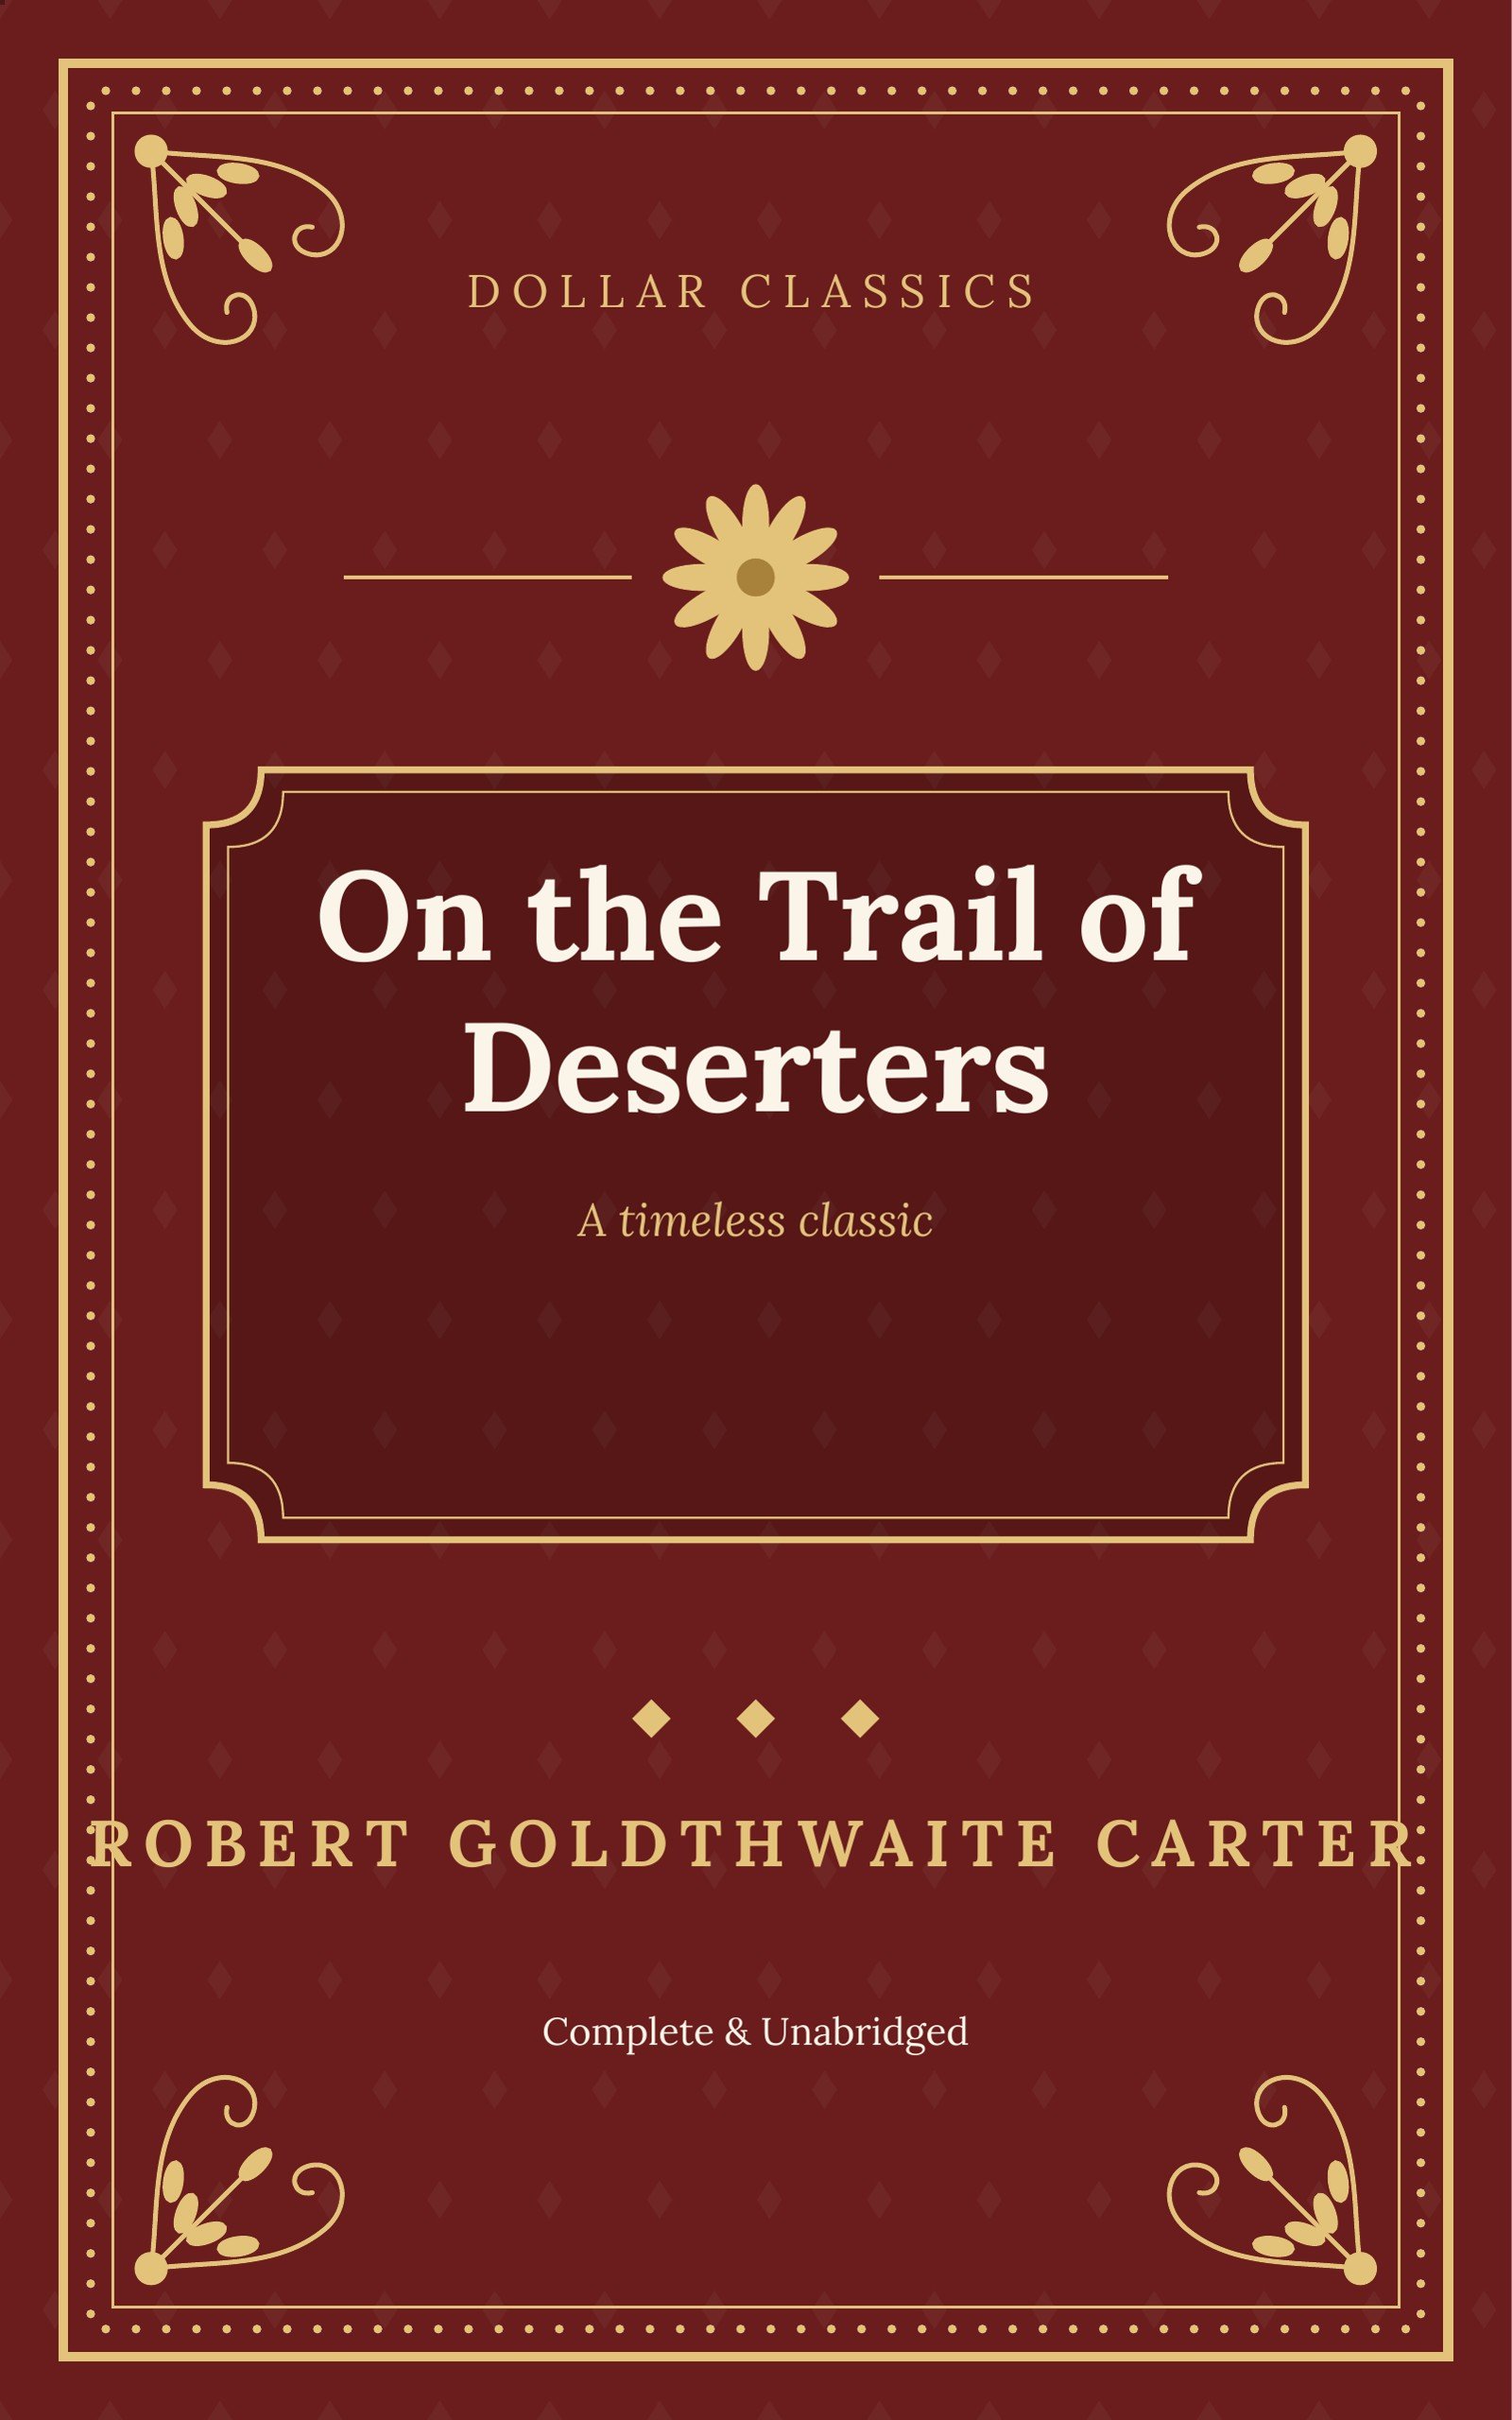 DOLLAR CLASSICS
On the Trail of
Deserters
A timeless classic
ROBERT GOLDTHWAITE CARTER
Complete & Unabridged